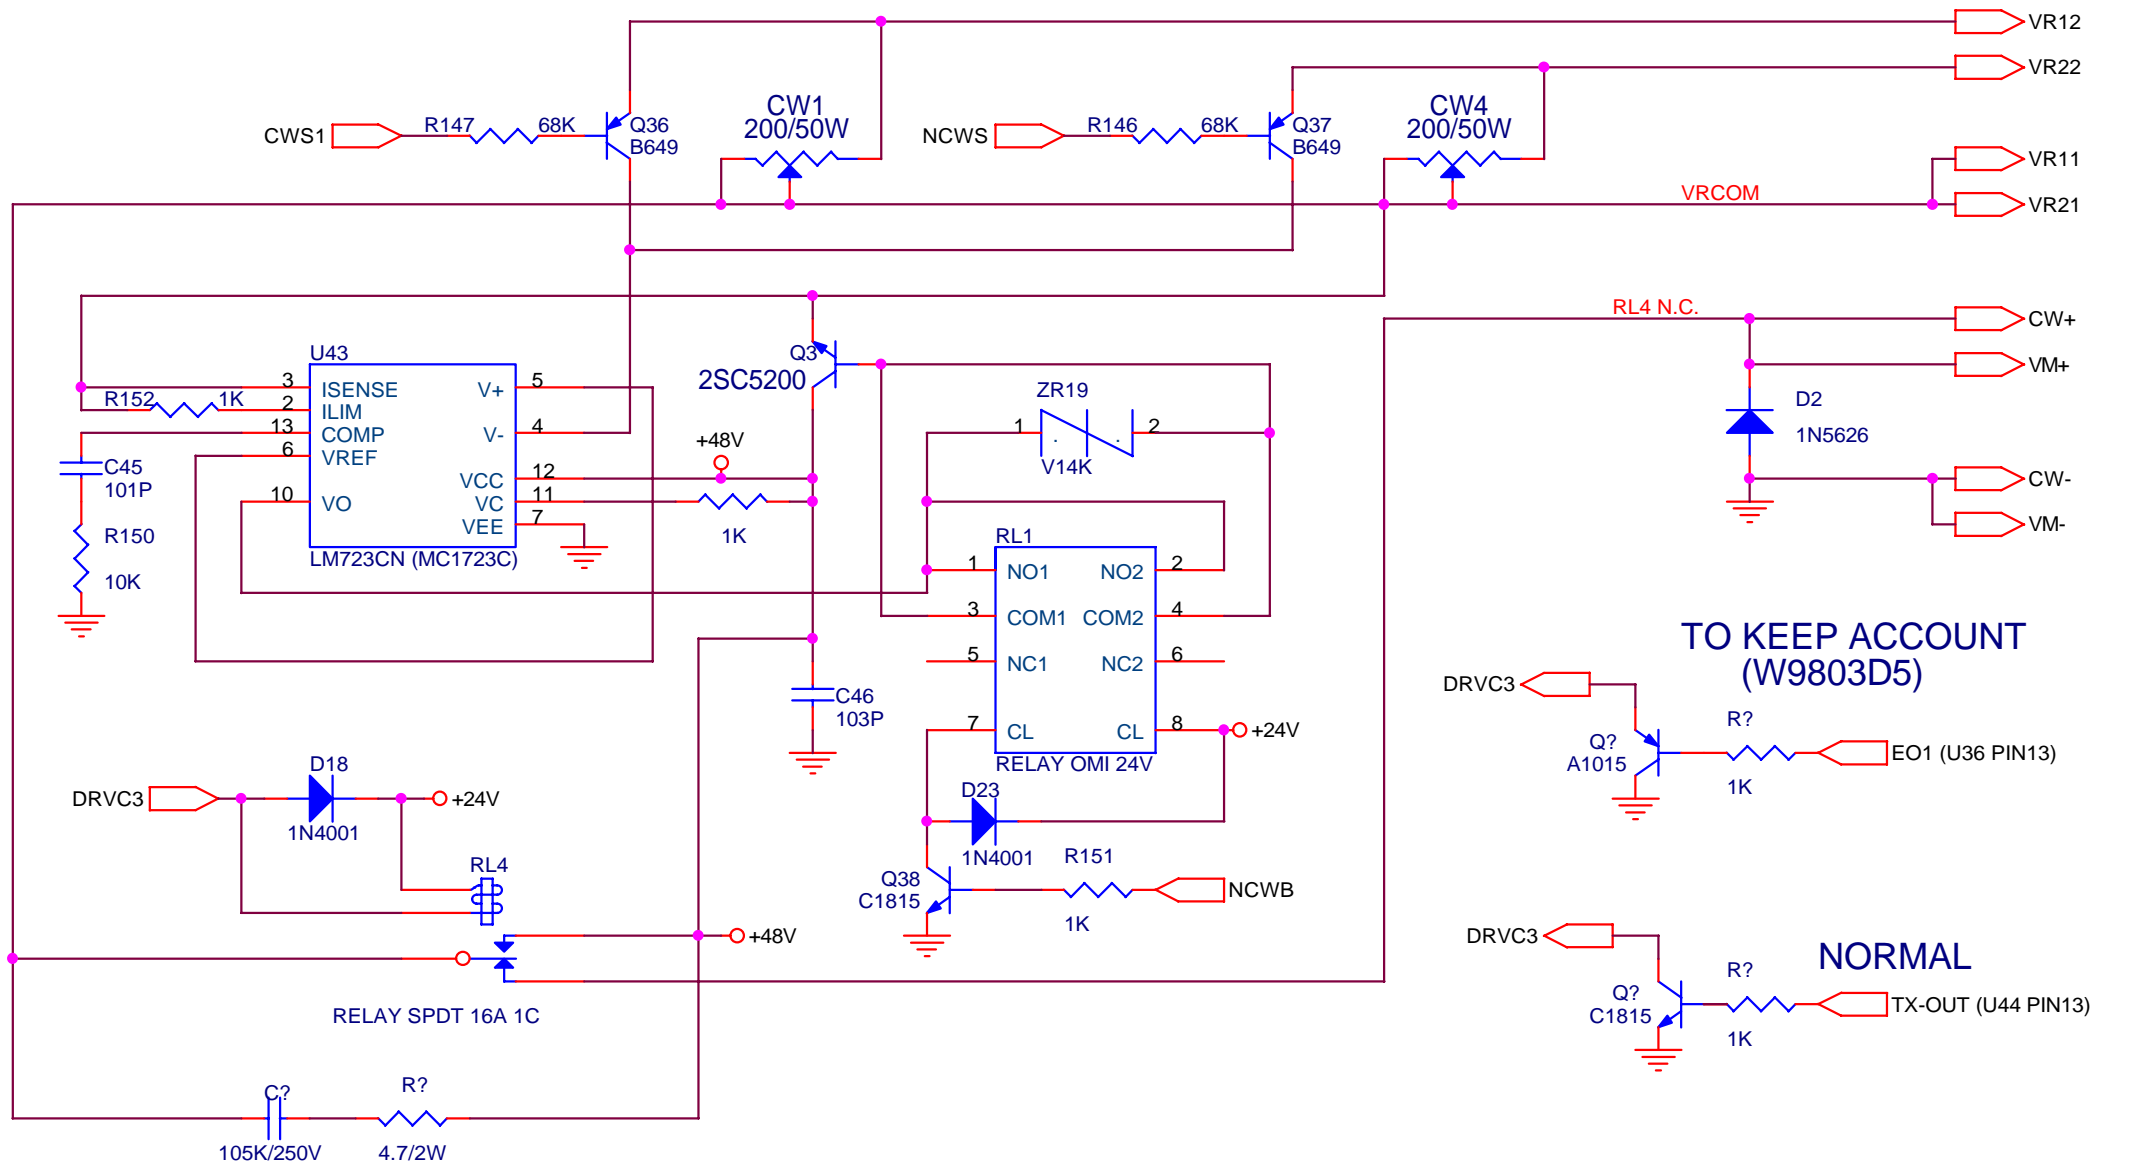 VR12
VR22
CW1
200/50W
CW4
200/50W
CWS1
R147
68K
Q36
B649
NCWS
R146
68K
Q37
B649
VR11
VRCOM
VR21
RL4 N.C.
CW+
VM+
U43
Q3
2SC5200
3
ISENSE
V+
5
R152
1K
2
ILIM
13
COMP
V-
4
6
VREF
VCC
12
10
VO
VC
11
VEE
7
LM723CN (MC1723C)
+48V
1K
C45
101P
R150
10K
ZR19
1
2
V14K
D2
1N5626
CW-
VM-
RL1
1
NO1
NO2
2
3
COM1
COM2
4
5
NC1
NC2
6
7
CL
CL
8
+24V
RELAY OMI 24V
C46
103P
TO KEEP ACCOUNT
(W9803D5)
DRVC3
R?
Q?
A1015
EO1 (U36 PIN13)
1K
D18
DRVC3
+24V
1N4001
RL4
D23
1N4001
R151
Q38
C1815
NCWB
1K
+48V
RELAY SPDT 16A 1C
DRVC3
NORMAL
R?
Q?
C1815
TX-OUT (U44 PIN13)
1K
C?
R?
105K/250V
4.7/2W